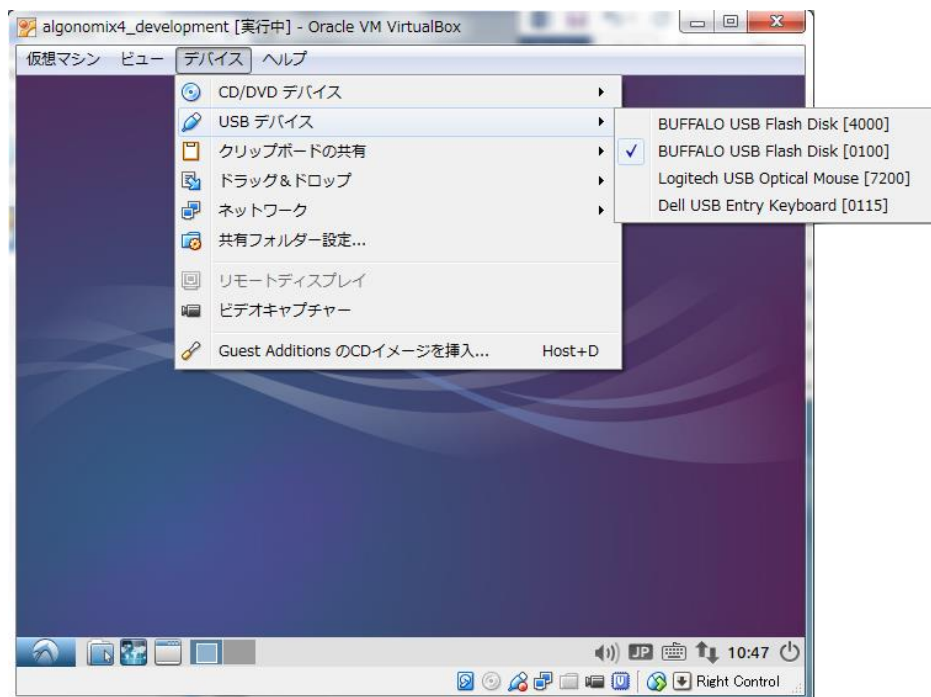 algonomix4_development [実行中] - Oracle VM VirtualBox
仮想マシン ビュー デバイス ヘルプ
CD/DVD デバイス
USB デバイス
クリップボードの共有
ドラッグ＆ドロップ
ネットワーク
共有フォルダー設定...
リモートディスプレイ
ビデオキャプチャー
Guest Additions のCDイメージを挿入... Host+D
BUFFALO USB Flash Disk [4000]
BUFFALO USB Flash Disk [0100]
Logitech USB Optical Mouse [7200]
Dell USB Entry Keyboard [0115]
JP 10:47
Right Control